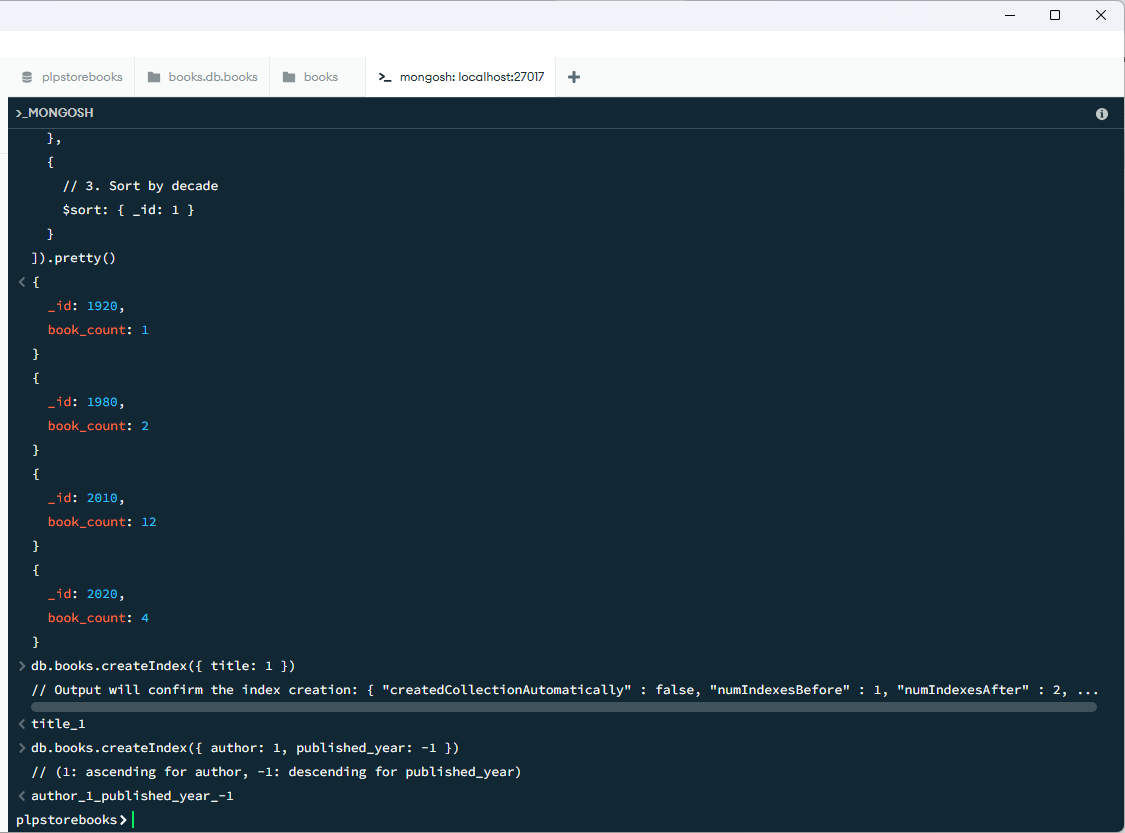 plpstorebooks books.db.books books >_ mongosh: localhost:27017 +
>_MONGOSH
},
{
// 3. Sort by decade
$sort: { _id: 1 }
}
]).pretty()
< {
_id: 1920,
book_count: 1
}
{
_id: 1980,
book_count: 2
}
{
_id: 2010,
book_count: 12
}
{
_id: 2020,
book_count: 4
}
> db.books.createIndex({ title: 1 })
// Output will confirm the index creation: { "createdCollectionAutomatically" : false, "numIndexesBefore" : 1, "numIndexesAfter" : 2, ...
< title_1
> db.books.createIndex({ author: 1, published_year: -1 })
// (1: ascending for author, -1: descending for published_year)
< author_1_published_year_-1
plpstorebooks>